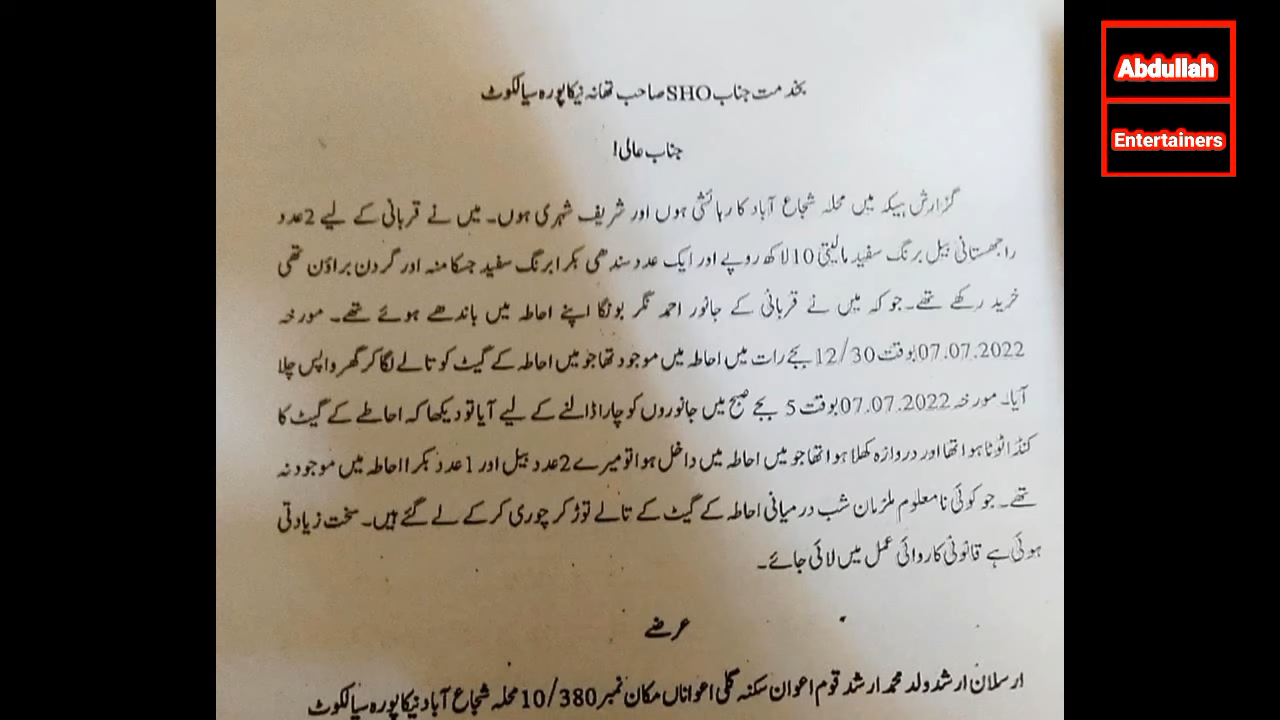 بخدمت جناب SHO صاحب تھانہ نیکاپورہ سیالکوٹ
جناب عالی!
گزارش ہیکہ میں محلہ شجاع آباد کا رہائشی ہوں اور شریف شہری ہوں۔ میں نے قربانی کے لیے 2 عدد
راجھستانی بیل برنگ سفید مالیتی 10 لاکھ روپے اور ایک عدد سندھی بکرا برنگ سفید جسکا منہ اور گردن براؤن تھی
خرید رکھے تھے۔ جو کہ میں نے قربانی کے جانور احمد نگر بونگا اپنے احاطہ میں باندھے ہوئے تھے۔ مورخہ
07.07.2022 بوقت 12/30 بجے رات میں احاطہ میں موجود تھا جو میں احاطہ کے گیٹ کو تالے لگا کر گھر واپس چلا
آیا۔ مورخہ 07.07.2022 بوقت 5 بجے صبح میں جانوروں کو چارا ڈالنے کے لیے آیا تو دیکھا کہ احاطے کے گیٹ کا
کنڈا ٹوٹا ہوا تھا اور دروازہ کھلا ہوا تھا جو میں احاطہ میں داخل ہوا تو میرے 2 عدد بیل اور 1 عدد بکرا احاطہ میں موجود نہ
تھے۔ جو کوئی نامعلوم ملزمان شب درمیانی احاطہ کے گیٹ کے تالے توڑ کر چوری کر کے لے گئے ہیں۔ سخت زیادتی
ہوئی ہے قانونی کاروائی عمل میں لائی جائے۔
عرضے
ارسلان ارشد ولد محمد ارشد قوم اعوان سکنہ گلی اعواناں مکان نمبر 10/380 محلہ شجاع آباد نیکاپورہ سیالکوٹ
Abdullah
Entertainers